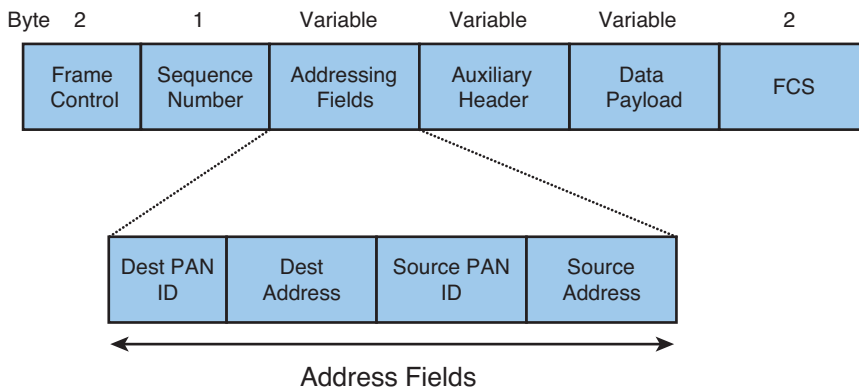 Byte 2 1 Variable Variable Variable 2
Frame Control
Sequence Number
Addressing Fields
Auxiliary Header
Data Payload
FCS
Dest PAN ID
Dest Address
Source PAN ID
Source Address
Address Fields